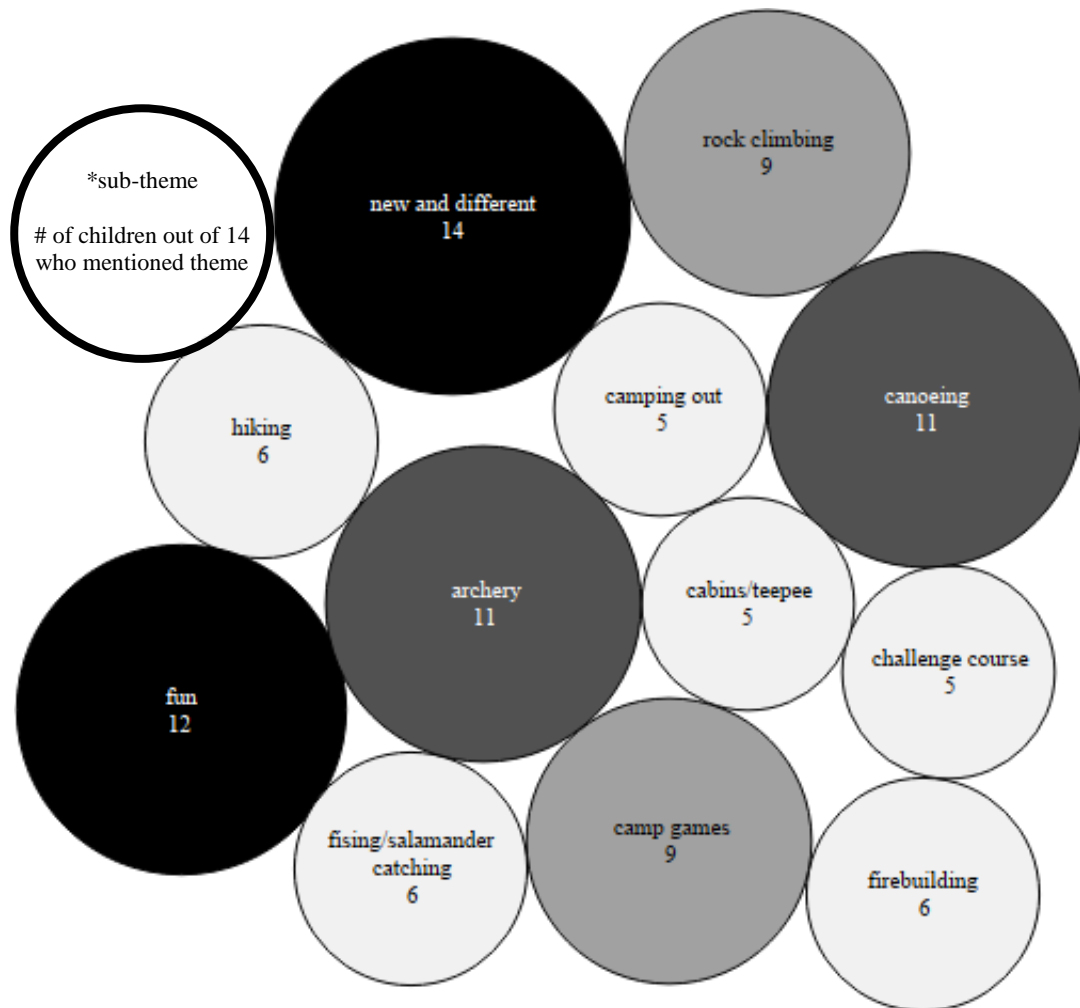 *sub-theme
# of children out of 14
who mentioned theme
new and different
14
rock climbing
9
hiking
6
camping out
5
canoeing
11
archery
11
cabins/teepee
5
challenge course
5
fun
12
fising/salamander
catching
6
camp games
9
firebuilding
6